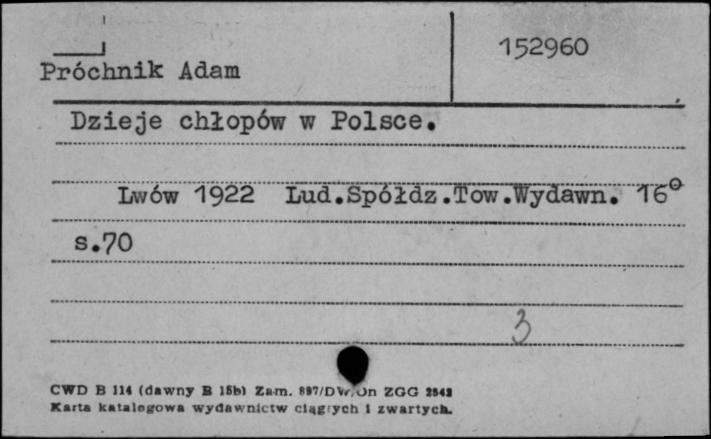 152960
Próchnik Adam
Dzieje chłopów w Polsce.
Lwów 1922 Lud.Spółdz.Tow.Wydawn. 16°
s.70
3
CWD B 114 (dawny B 15b) Zam. 897/DW/On ZGG
Karta katalogowa wydawnictw ciągłych i zwartych.